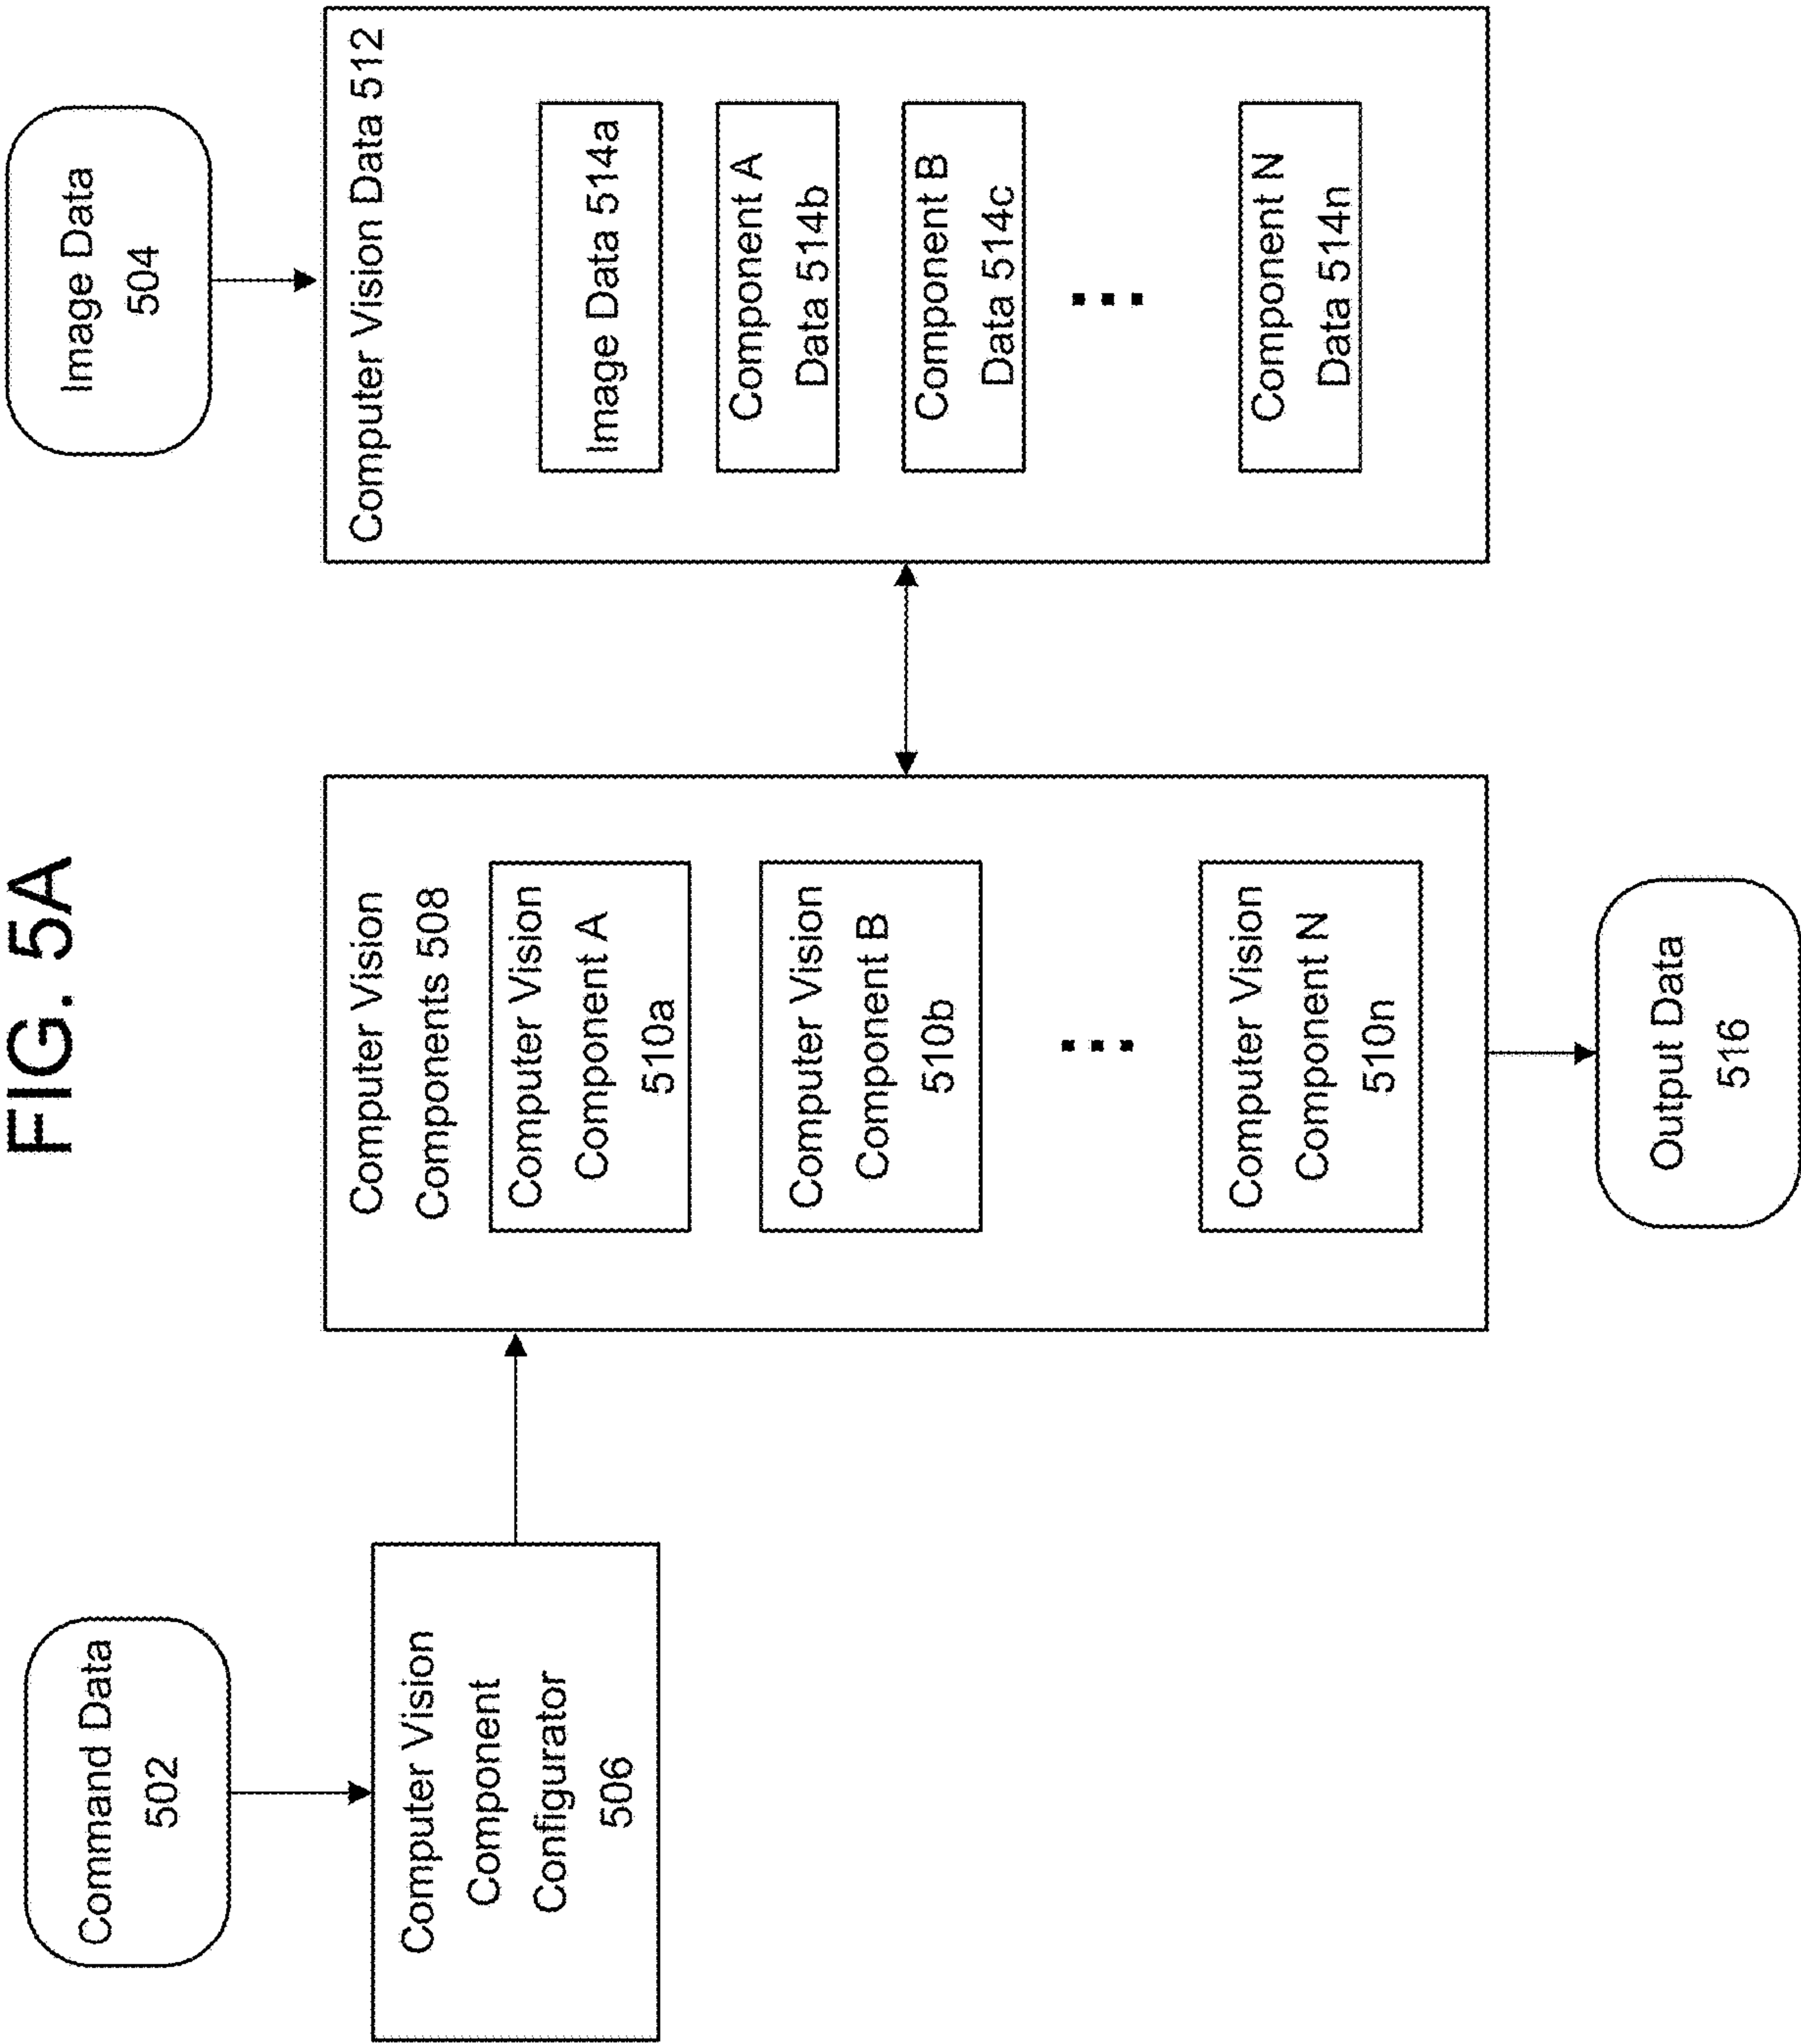 FIG. 5A
Command Data
502
Computer Vision
Component
Configurator
506
Computer Vision
Components 508
Computer Vision
Component A
510a
Computer Vision
Component B
510b
...
Computer Vision
Component N
510n
Output Data
516
Image Data
504
Computer Vision Data 512
Image Data 514a
Component A
Data 514b
Component B
Data 514c
...
Component N
Data 514n